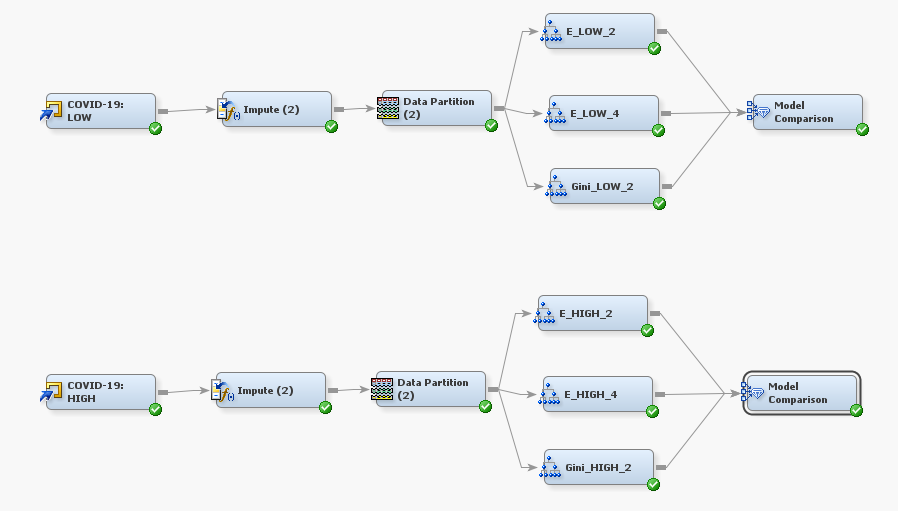 E_LOW_2
COVID-19:
LOW
Impute (2)
Data Partition
(2)
E_LOW_4
Model
Comparison
Gini_LOW_2
E_HIGH_2
COVID-19:
HIGH
Impute (2)
Data Partition
(2)
E_HIGH_4
Model
Comparison
Gini_HIGH_2